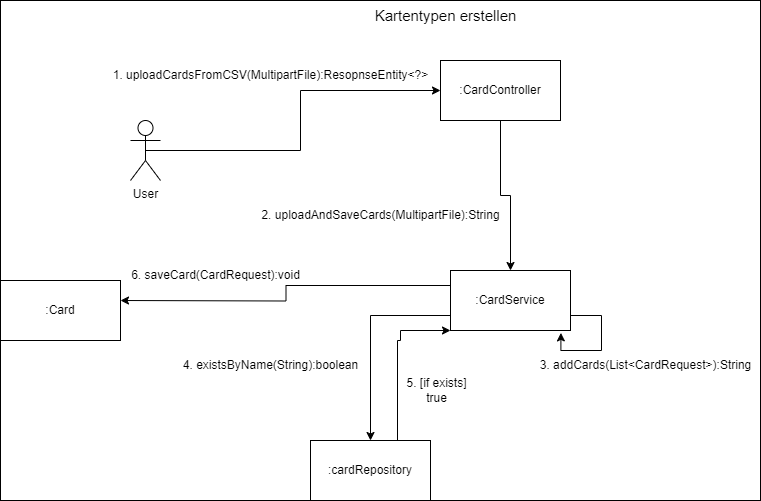 Kartentypen erstellen
1. uploadCardsFromCSV(MultipartFile):ResopnseEntity<?>
:CardController
User
2. uploadAndSaveCards(MultipartFile):String
6. saveCard(CardRequest):void
:Card
:CardService
4. existsByName(String):boolean
3. addCards(List<CardRequest>):String
5. [if exists]
true
:cardRepository